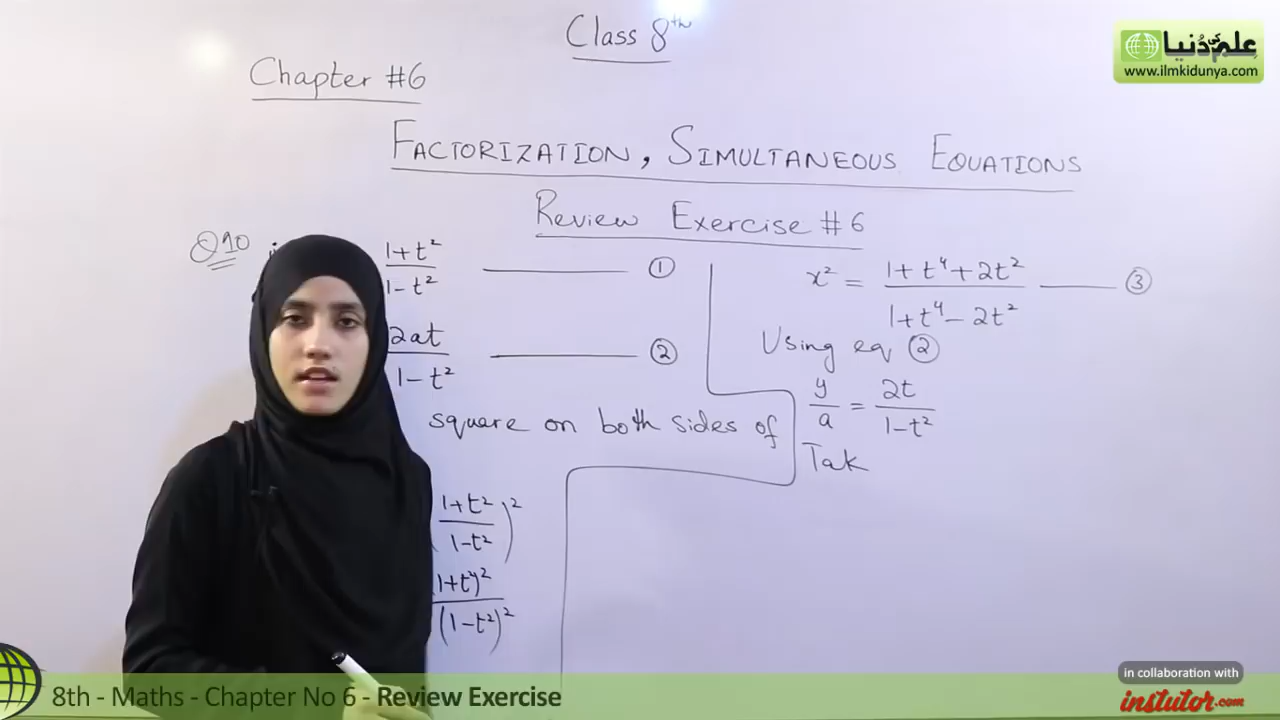 Class 8th
علم کی دنیا
www.ilmkidunya.com
Chapter #6
FACTORIZATION, SIMULTANEOUS EQUATIONS
Review Exercise #6
Q10
1+t²
1-t²
①
2at
1-t²
②
square on both sides of
(1+t²
1-t²)²
(1+t²)²
(1-t²)²
x² = 1+t⁴+2t²
1+t⁴-2t²
③
Using eq ②
y/a = 2t/1-t²
Tak
8th - Maths - Chapter No 6 - Review Exercise
in collaboration with
instutor.com